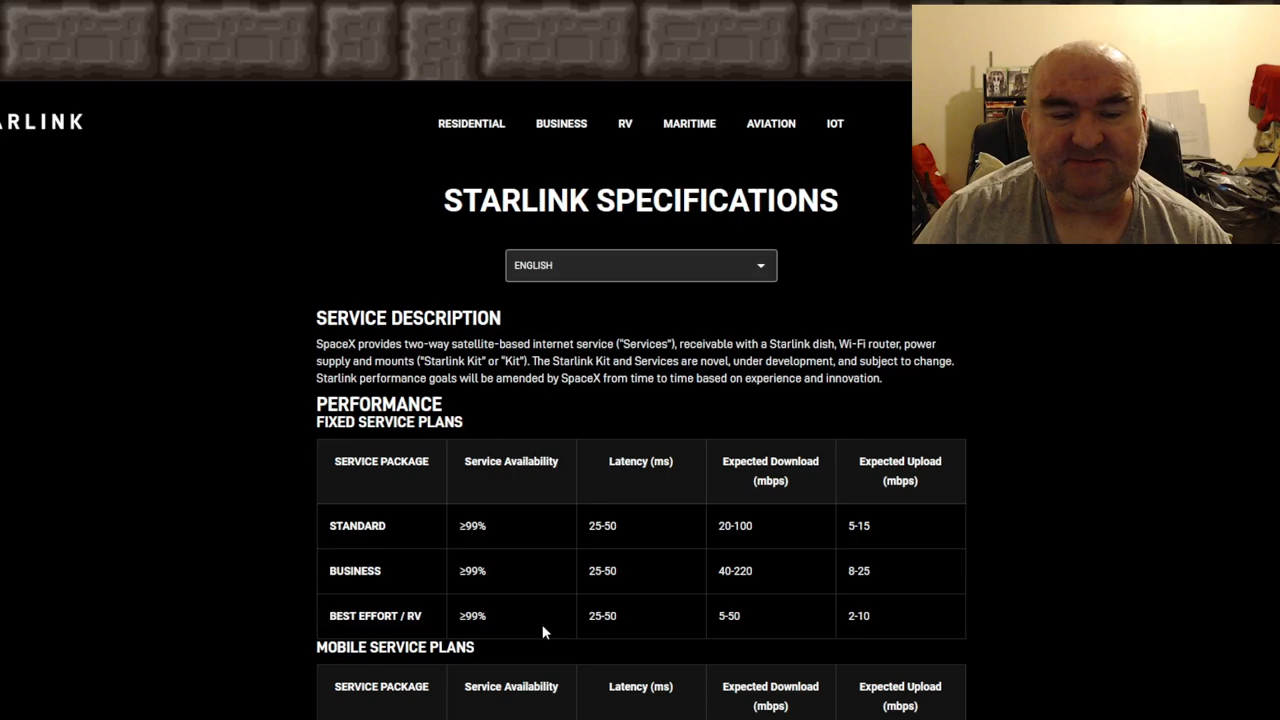 ARLINK
RESIDENTIAL BUSINESS RV MARITIME AVIATION IOT
STARLINK SPECIFICATIONS
ENGLISH
SERVICE DESCRIPTION
SpaceX provides two-way satellite-based internet service ("Services"), receivable with a Starlink dish, Wi-Fi router, power
supply and mounts ("Starlink Kit" or "Kit"). The Starlink Kit and Services are novel, under development, and subject to change.
Starlink performance goals will be amended by SpaceX from time to time based on experience and innovation.
PERFORMANCE
FIXED SERVICE PLANS
SERVICE PACKAGE Service Availability Latency (ms) Expected Download Expected Upload
(mbps) (mbps)
STANDARD ≥99% 25-50 20-100 5-15
BUSINESS ≥99% 25-50 40-220 8-25
BEST EFFORT / RV ≥99% 25-50 5-50 2-10
MOBILE SERVICE PLANS
SERVICE PACKAGE Service Availability Latency (ms) Expected Download Expected Upload
(mbps) (mbps)